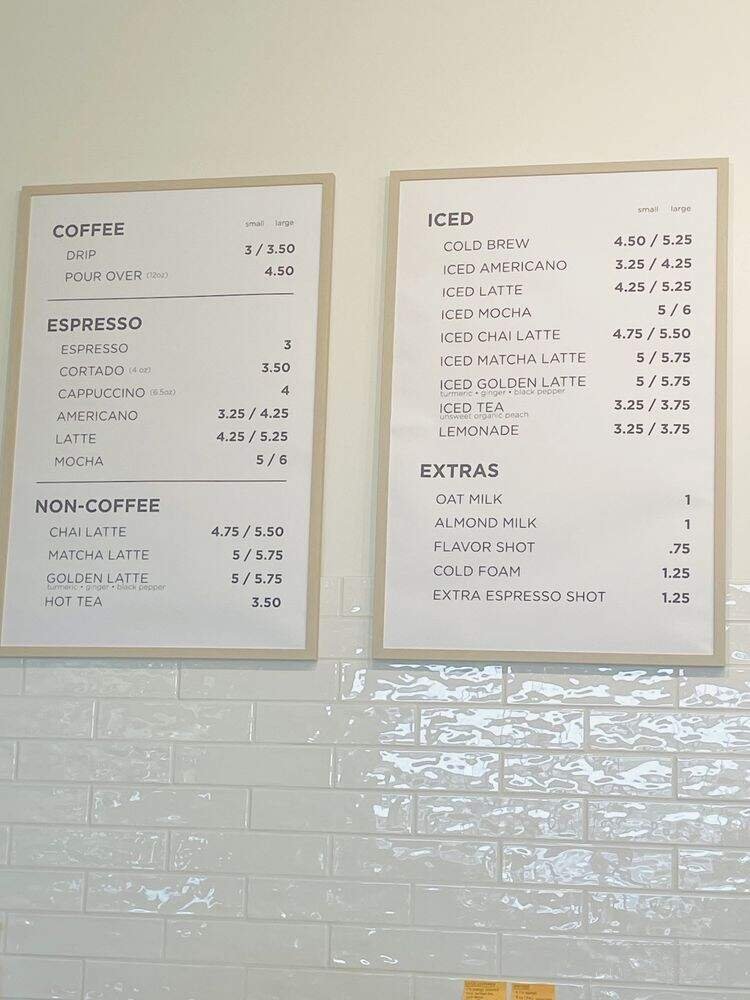 COFFEE small large
DRIP 3 / 3.50
POUR OVER (12oz) 4.50
ESPRESSO
ESPRESSO 3
CORTADO (4 oz) 3.50
CAPPUCCINO (6.5oz) 4
AMERICANO 3.25 / 4.25
LATTE 4.25 / 5.25
MOCHA 5 / 6
NON-COFFEE
CHAI LATTE 4.75 / 5.50
MATCHA LATTE 5 / 5.75
GOLDEN LATTE 5 / 5.75
turmeric • ginger • black pepper
HOT TEA 3.50
ICED small large
COLD BREW 4.50 / 5.25
ICED AMERICANO 3.25 / 4.25
ICED LATTE 4.25 / 5.25
ICED MOCHA 5 / 6
ICED CHAI LATTE 4.75 / 5.50
ICED MATCHA LATTE 5 / 5.75
ICED GOLDEN LATTE 5 / 5.75
turmeric • ginger • black pepper
ICED TEA 3.25 / 3.75
unsweet organic peach
LEMONADE 3.25 / 3.75
EXTRAS
OAT MILK 1
ALMOND MILK 1
FLAVOR SHOT .75
COLD FOAM 1.25
EXTRA ESPRESSO SHOT 1.25